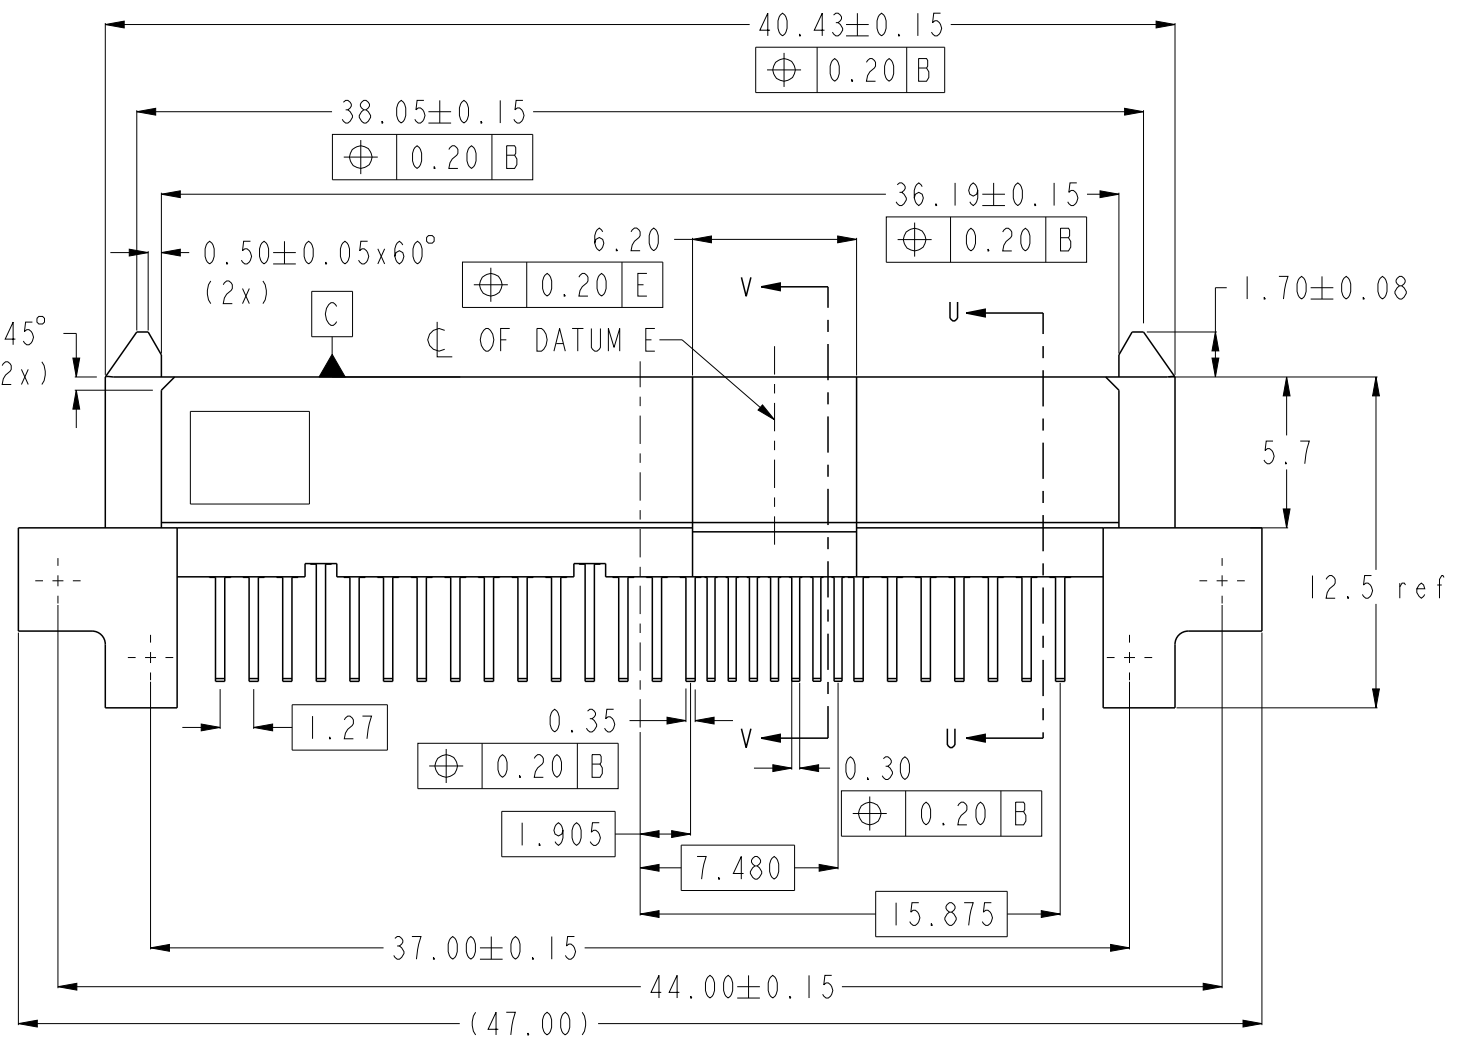 40.43±0.15
⌖ 0.20 B
38.05±0.15
⌖ 0.20 B
36.19±0.15
⌖ 0.20 B
0.50±0.05x60°
(2x)
6.20
⌖ 0.20 E
C
V
U
1.70±0.08
45°
2x)
℄ OF DATUM E
5.7
12.5 ref
1.27
0.35
⌖ 0.20 B
V
U
0.30
⌖ 0.20 B
1.905
7.480
15.875
37.00±0.15
44.00±0.15
(47.00)